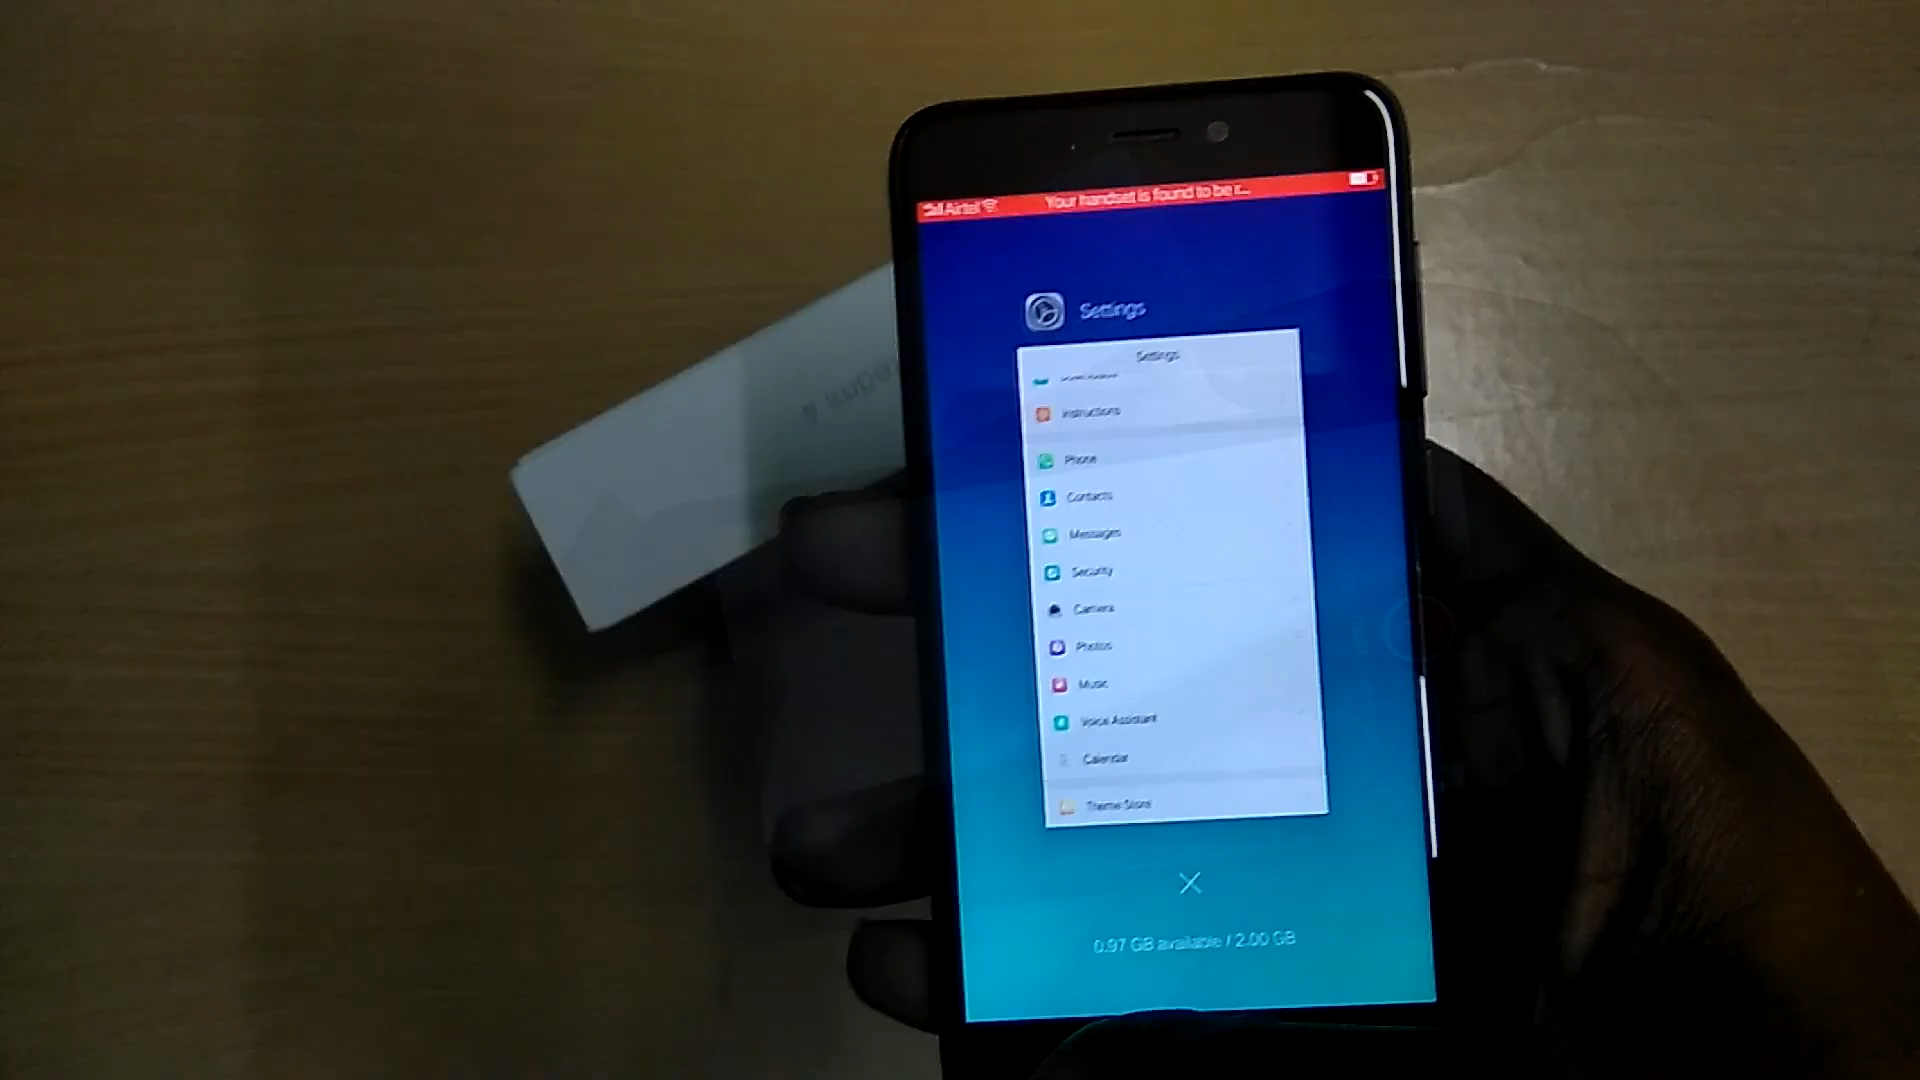 Airtel Your handset is found to be r...
Settings
Settings
Instructions
Phone
Contacts
Messages
Security
Camera
Photos
Music
Voice Assistant
Calendar
Theme Store
0.97 GB available / 2.00 GB